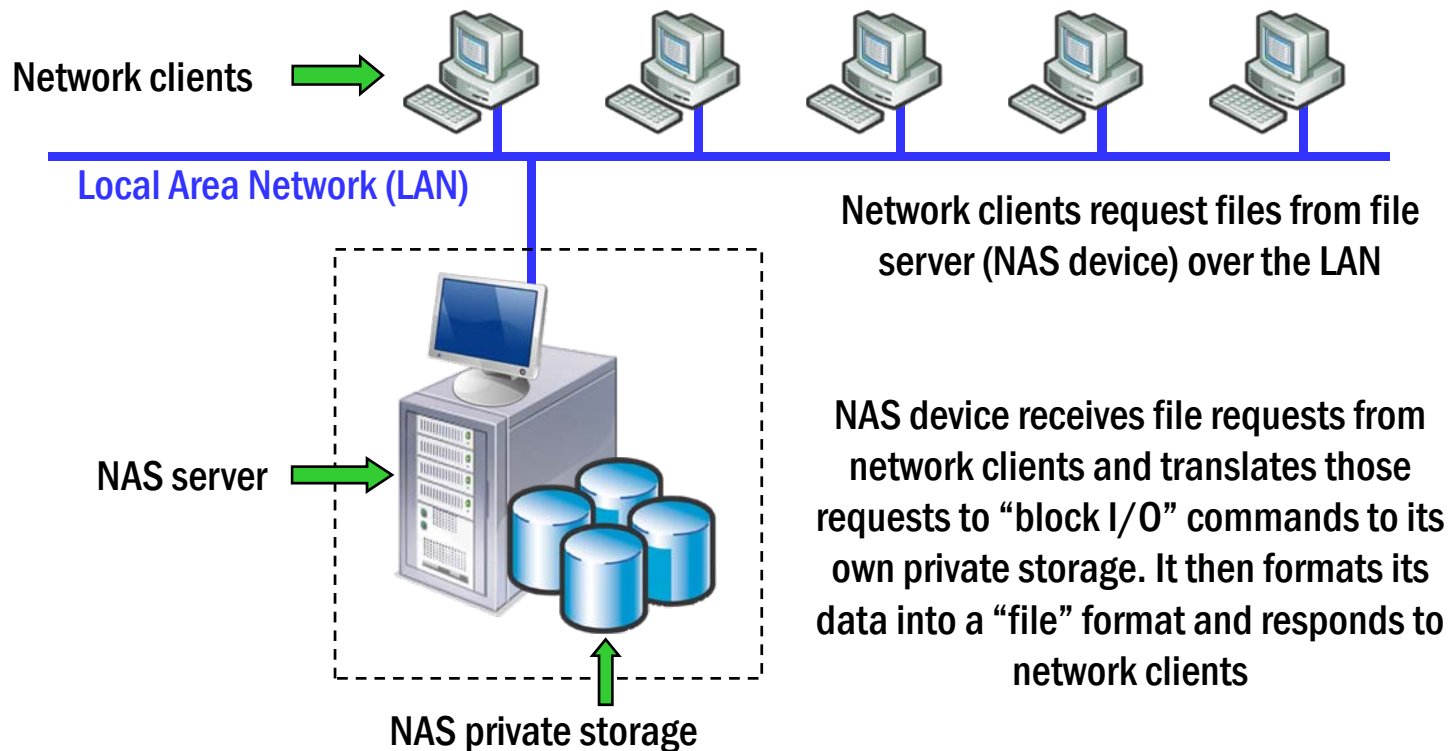 Network clients
Local Area Network (LAN)
Network clients request files from file
server (NAS device) over the LAN
NAS server
NAS device receives file requests from
network clients and translates those
requests to “block I/O” commands to its
own private storage. It then formats its
data into a “file” format and responds to
network clients
NAS private storage